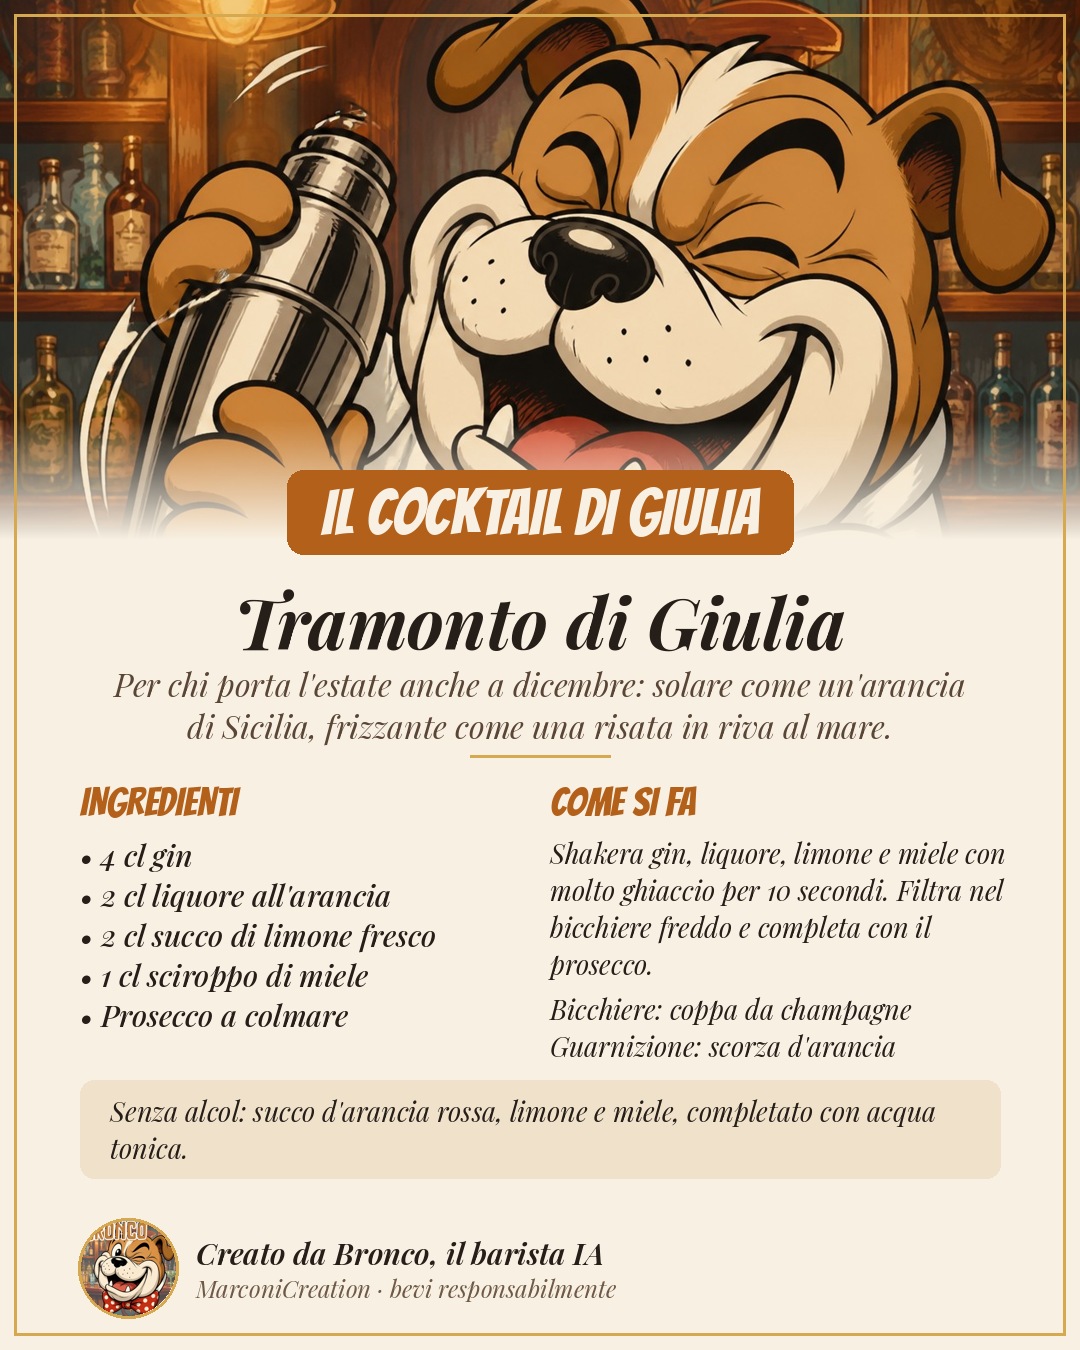 IL COCKTAIL DI GIULIA
Tramonto di Giulia
Per chi porta l'estate anche a dicembre: solare come un'arancia
di Sicilia, frizzante come una risata in riva al mare.
INGREDIENTI
• 4 cl gin
• 2 cl liquore all'arancia
• 2 cl succo di limone fresco
• 1 cl sciroppo di miele
• Prosecco a colmare
COME SI FA
Shakera gin, liquore, limone e miele con
molto ghiaccio per 10 secondi. Filtra nel
bicchiere freddo e completa con il
prosecco.
Bicchiere: coppa da champagne
Guarnizione: scorza d'arancia
Senza alcol: succo d'arancia rossa, limone e miele, completato con acqua
tonica.
BRONCO
Creato da Bronco, il barista IA
MarconiCreation · bevi responsabilmente